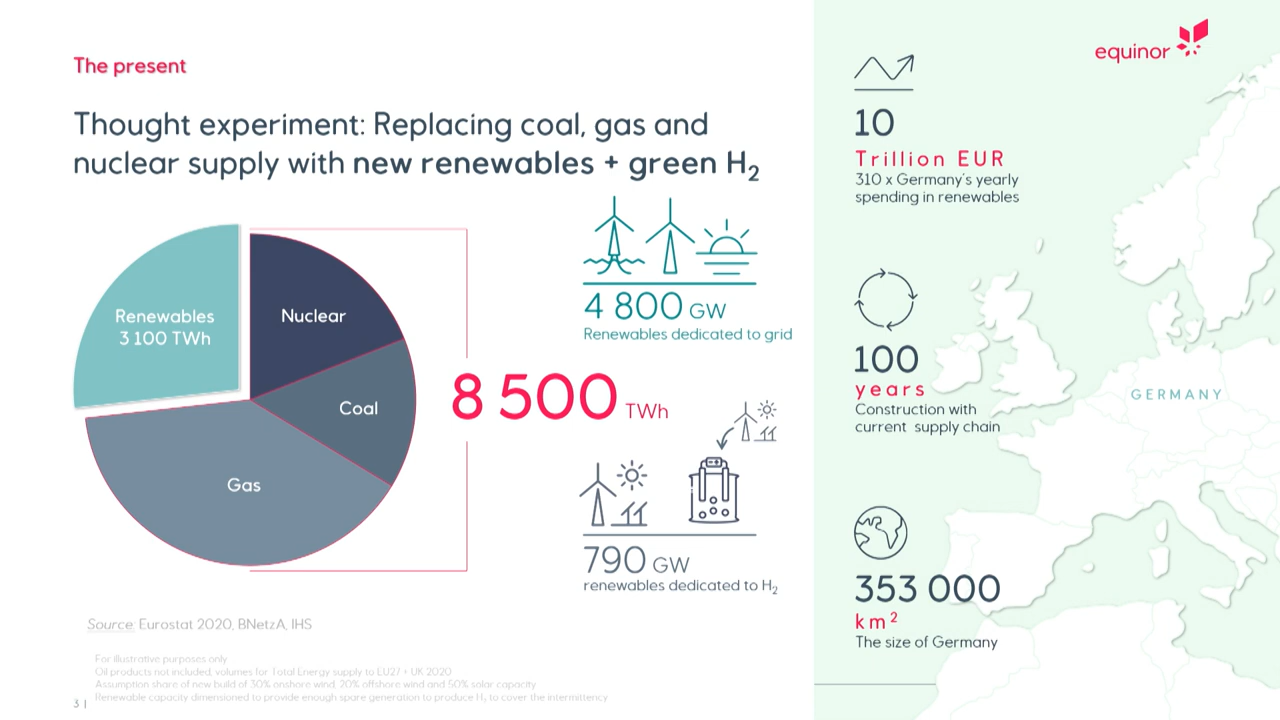 equinor
The present
Thought experiment: Replacing coal, gas and
nuclear supply with new renewables + green H₂
Renewables
3 100 TWh
Nuclear
Coal
Gas
8 500 TWh
4 800 GW
Renewables dedicated to grid
790 GW
renewables dedicated to H₂
10
Trillion EUR
310 x Germany's yearly
spending in renewables
100
years
Construction with
current supply chain
353 000
km²
The size of Germany
GERMANY
Source: Eurostat 2020, BNetzA, IHS
For illustrative purposes only
Oil products not included, volumes for Total Energy supply to EU27 + UK 2020
Assumption share of new build of 30% onshore wind, 20% offshore wind and 50% solar capacity
Renewable capacity dimensioned to provide enough spare generation to produce H₂ to cover the intermittency
3 |